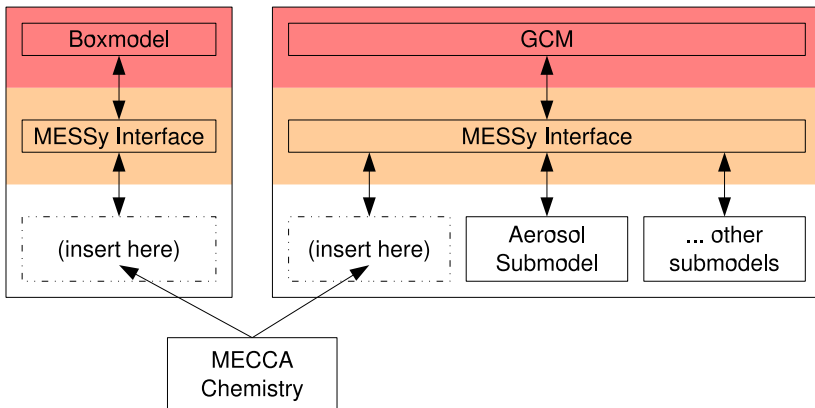 Boxmodel
GCM
MESSy Interface
MESSy Interface
(insert here)
(insert here)
Aerosol
Submodel
... other
submodels
MECCA
Chemistry